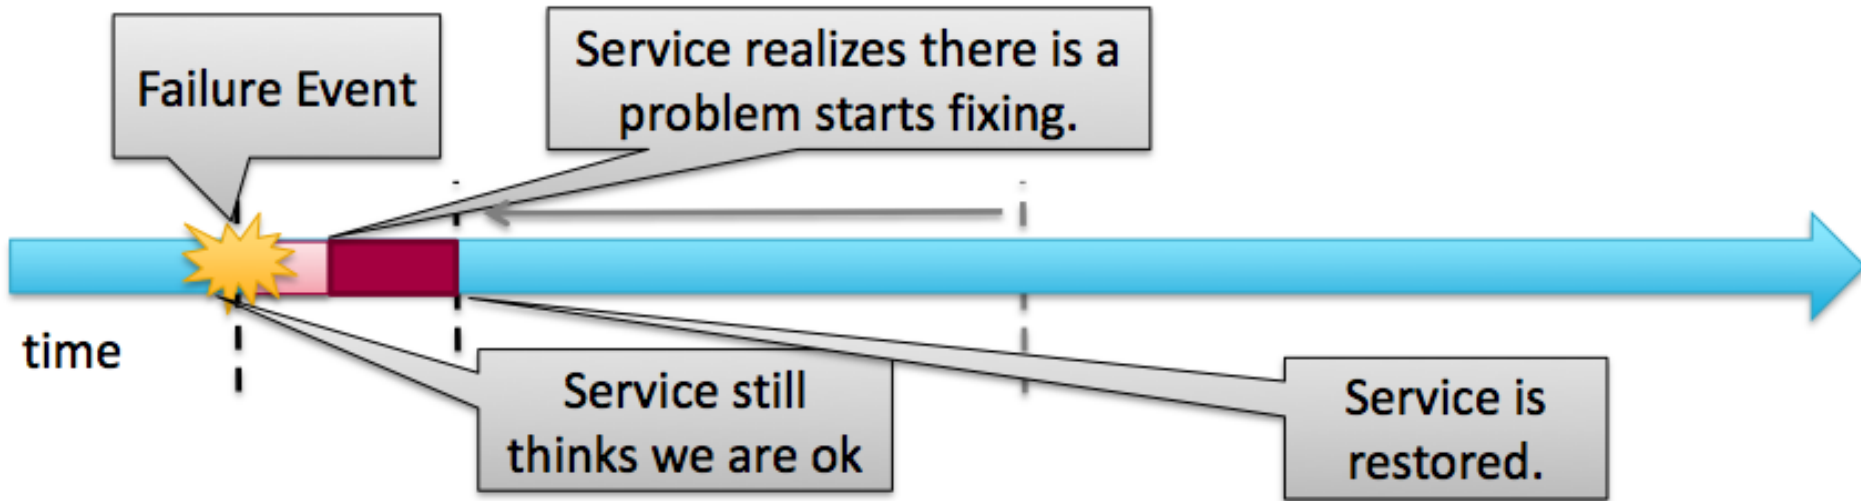 Failure Event
Service realizes there is a
problem starts fixing.
time
Service still
thinks we are ok
Service is
restored.